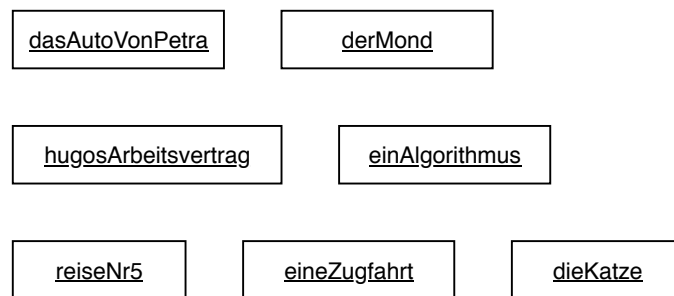 dasAutoVonPetra derMond
hugosArbeitsvertrag einAlgorithmus
reiseNr5 eineZugfahrt dieKatze